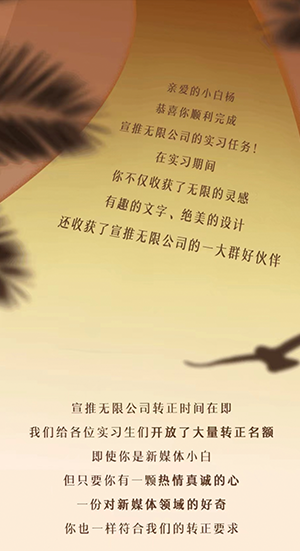 亲爱的小白杨
恭喜你顺利完成
宣推无限公司的实习任务!
在实习期间
你不仅收获了无限的灵感
有趣的文字、绝美的设计
还收获了宣推无限公司的一大群好伙伴
宣推无限公司转正时间在即
我们给各位实习生们开放了大量转正名额
即使你是新媒体小白
但只要你有一颗热情真诚的心
一份对新媒体领域的好奇
你也一样符合我们的转正要求